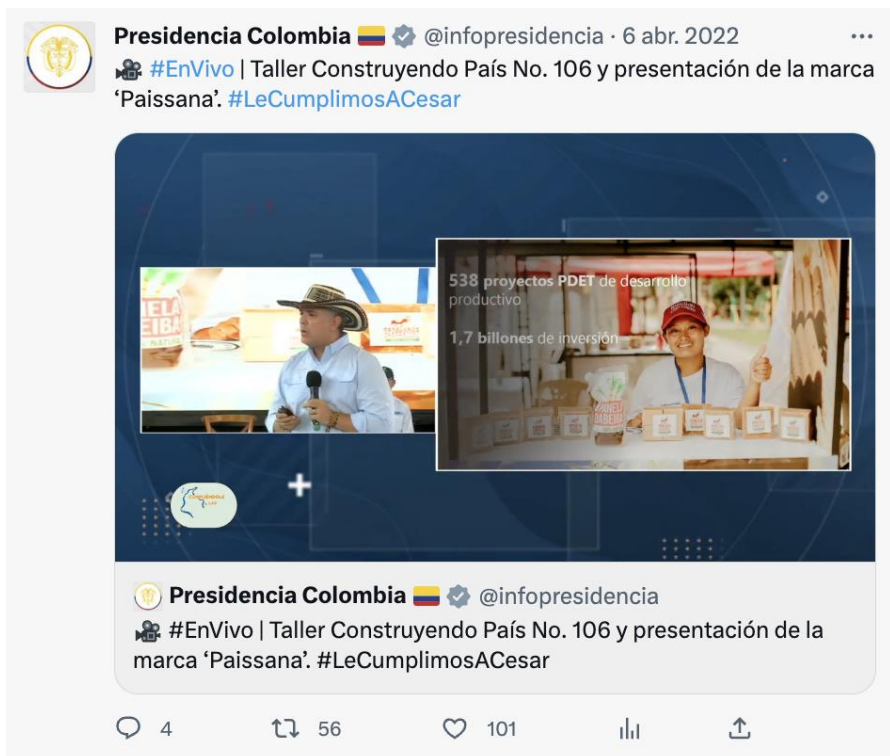 Presidencia Colombia @infopresidencia · 6 abr. 2022
#EnVivo | Taller Construyendo País No. 106 y presentación de la marca
‘Paissana’. #LeCumplimosACesar
538 proyectos PDET de desarrollo
productivo
1,7 billones de inversión
Presidencia Colombia @infopresidencia
#EnVivo | Taller Construyendo País No. 106 y presentación de la
marca ‘Paissana’. #LeCumplimosACesar
4 56 101